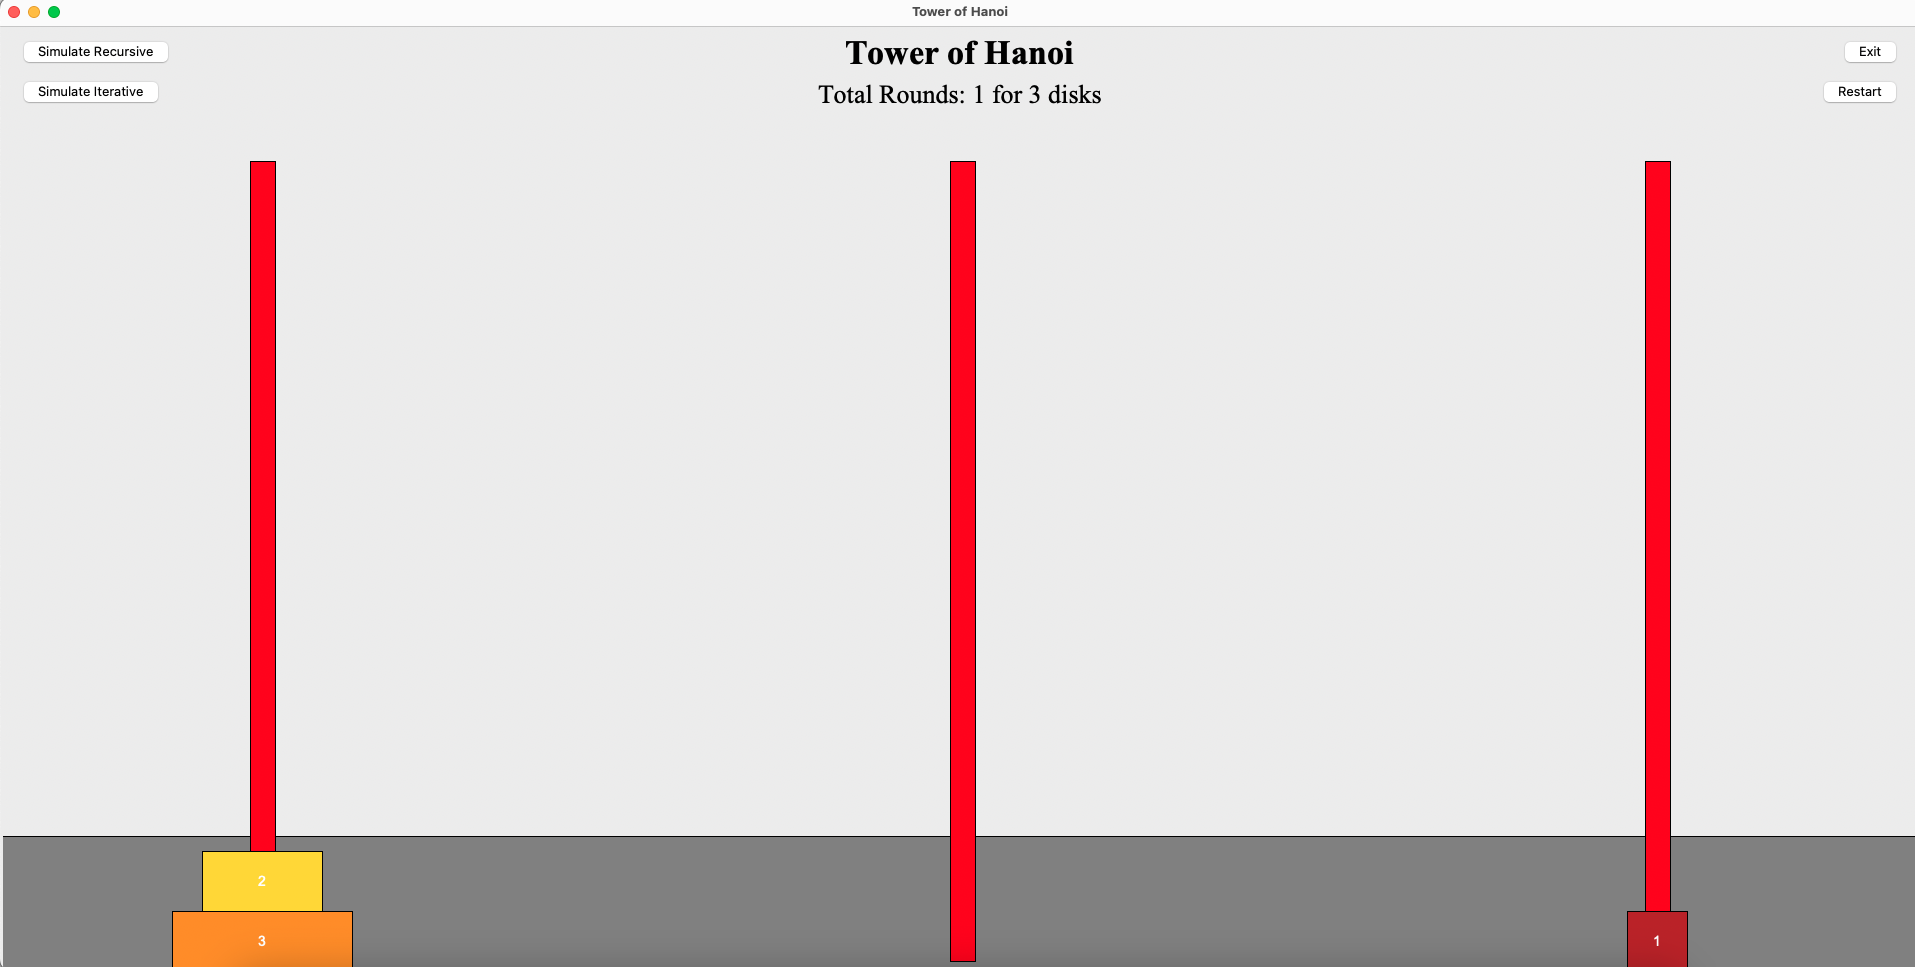 Tower of Hanoi
Simulate Recursive
Tower of Hanoi
Exit
Simulate Iterative
Total Rounds: 1 for 3 disks
Restart
2
3
1